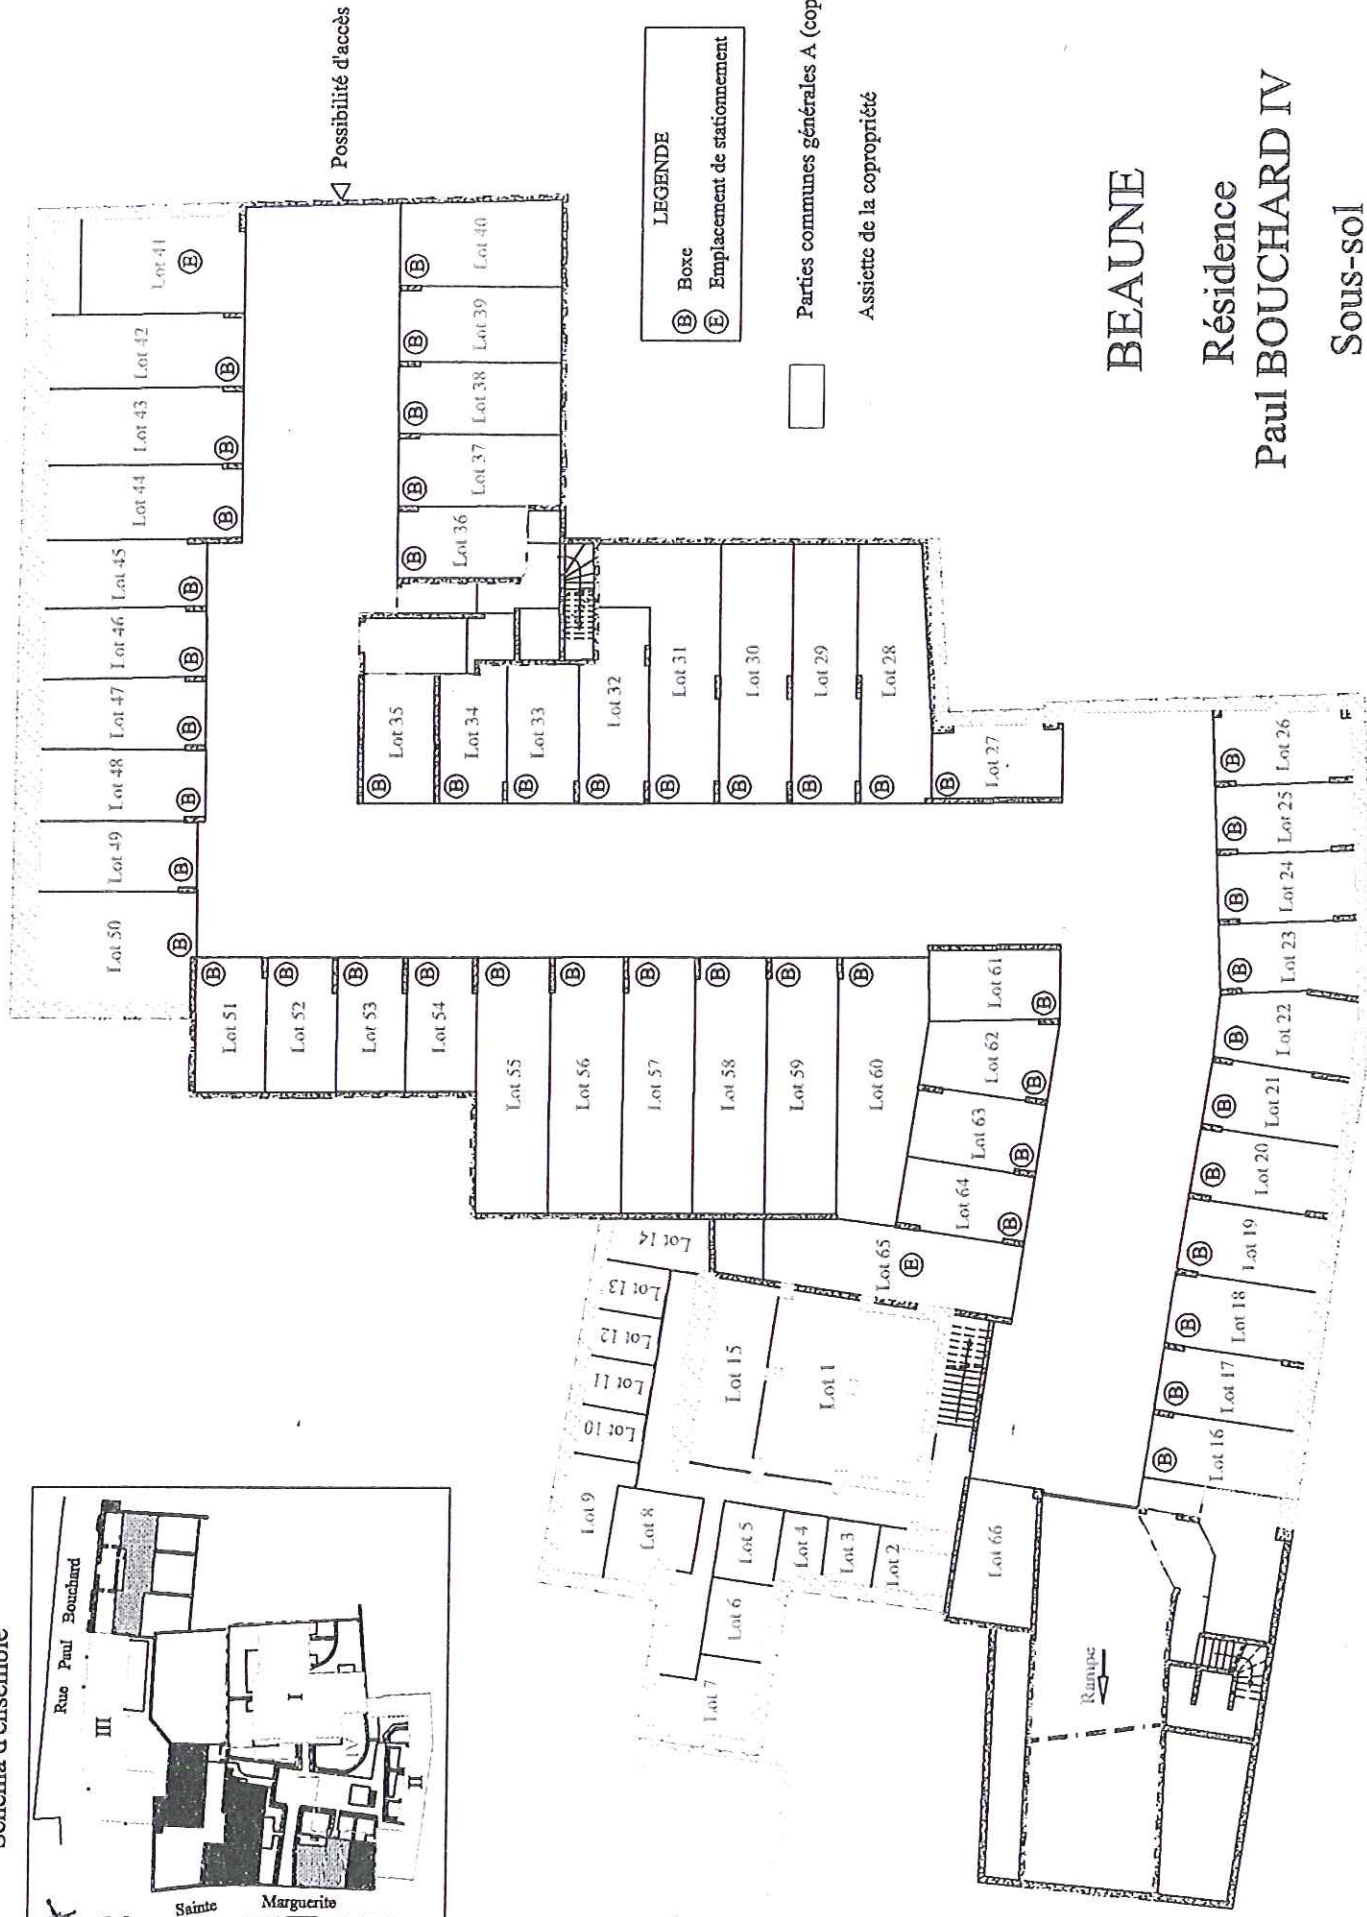 Schéma d'ensemble
Rue Paul Bouchard
III
I
IV
II
Sainte Marguerite
Possibilité d'accès
LEGENDE
B Boxe
E Emplacement de stationnement
Parties communes générales A (cop
Assiette de la copropriété
BEAUNE
Résidence
Paul BOUCHARD IV
Sous-sol
Lot 41 E
Lot 42 B
Lot 43 B
Lot 44 B
Lot 45 B
Lot 46 B
Lot 47 B
Lot 48 B
Lot 49 B
Lot 50 B
Lot 40 B
Lot 39 B
Lot 38 B
Lot 37 B
Lot 36 B
Lot 35 B
Lot 34 B
Lot 33 B
Lot 32 B
Lot 31 B
Lot 30 B
Lot 29 B
Lot 28 B
Lot 27 B
Lot 51 B
Lot 52 B
Lot 53 B
Lot 54 B
Lot 55 B
Lot 56 B
Lot 57 B
Lot 58 B
Lot 59 B
Lot 60 B
Lot 61 B
Lot 62 B
Lot 63 B
Lot 64 B
Lot 65 E
Lot 26 B
Lot 25 B
Lot 24 B
Lot 23 B
Lot 22 B
Lot 21 B
Lot 20 B
Lot 19 B
Lot 18 B
Lot 17 B
Lot 16 B
Lot 14
Lot 13
Lot 12
Lot 11
Lot 10
Lot 9
Lot 8
Lot 15
Lot 1
Lot 5
Lot 4
Lot 3
Lot 2
Lot 6
Lot 7
Lot 66
Rampe